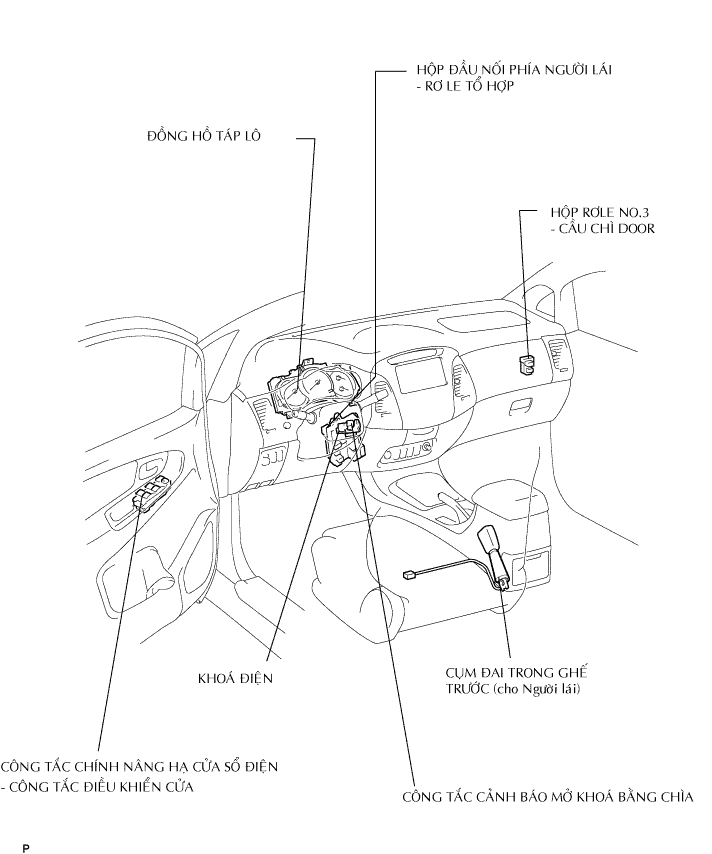 HỘP ĐẦU NỐI PHÍA NGƯỜI LÁI
- RƠ LE TỔ HỢP
ĐỒNG HỒ TÁP LÔ
HỘP RƠLE NO.3
- CẦU CHÌ DOOR
KHOÁ ĐIỆN
CỤM ĐAI TRONG GHẾ
TRƯỚC (cho Người lái)
CÔNG TẮC CHÍNH NÂNG HẠ CỬA SỔ ĐIỆN
- CÔNG TẮC ĐIỀU KHIỂN CỬA
CÔNG TẮC CẢNH BÁO MỞ KHOÁ BẰNG CHÌA
P